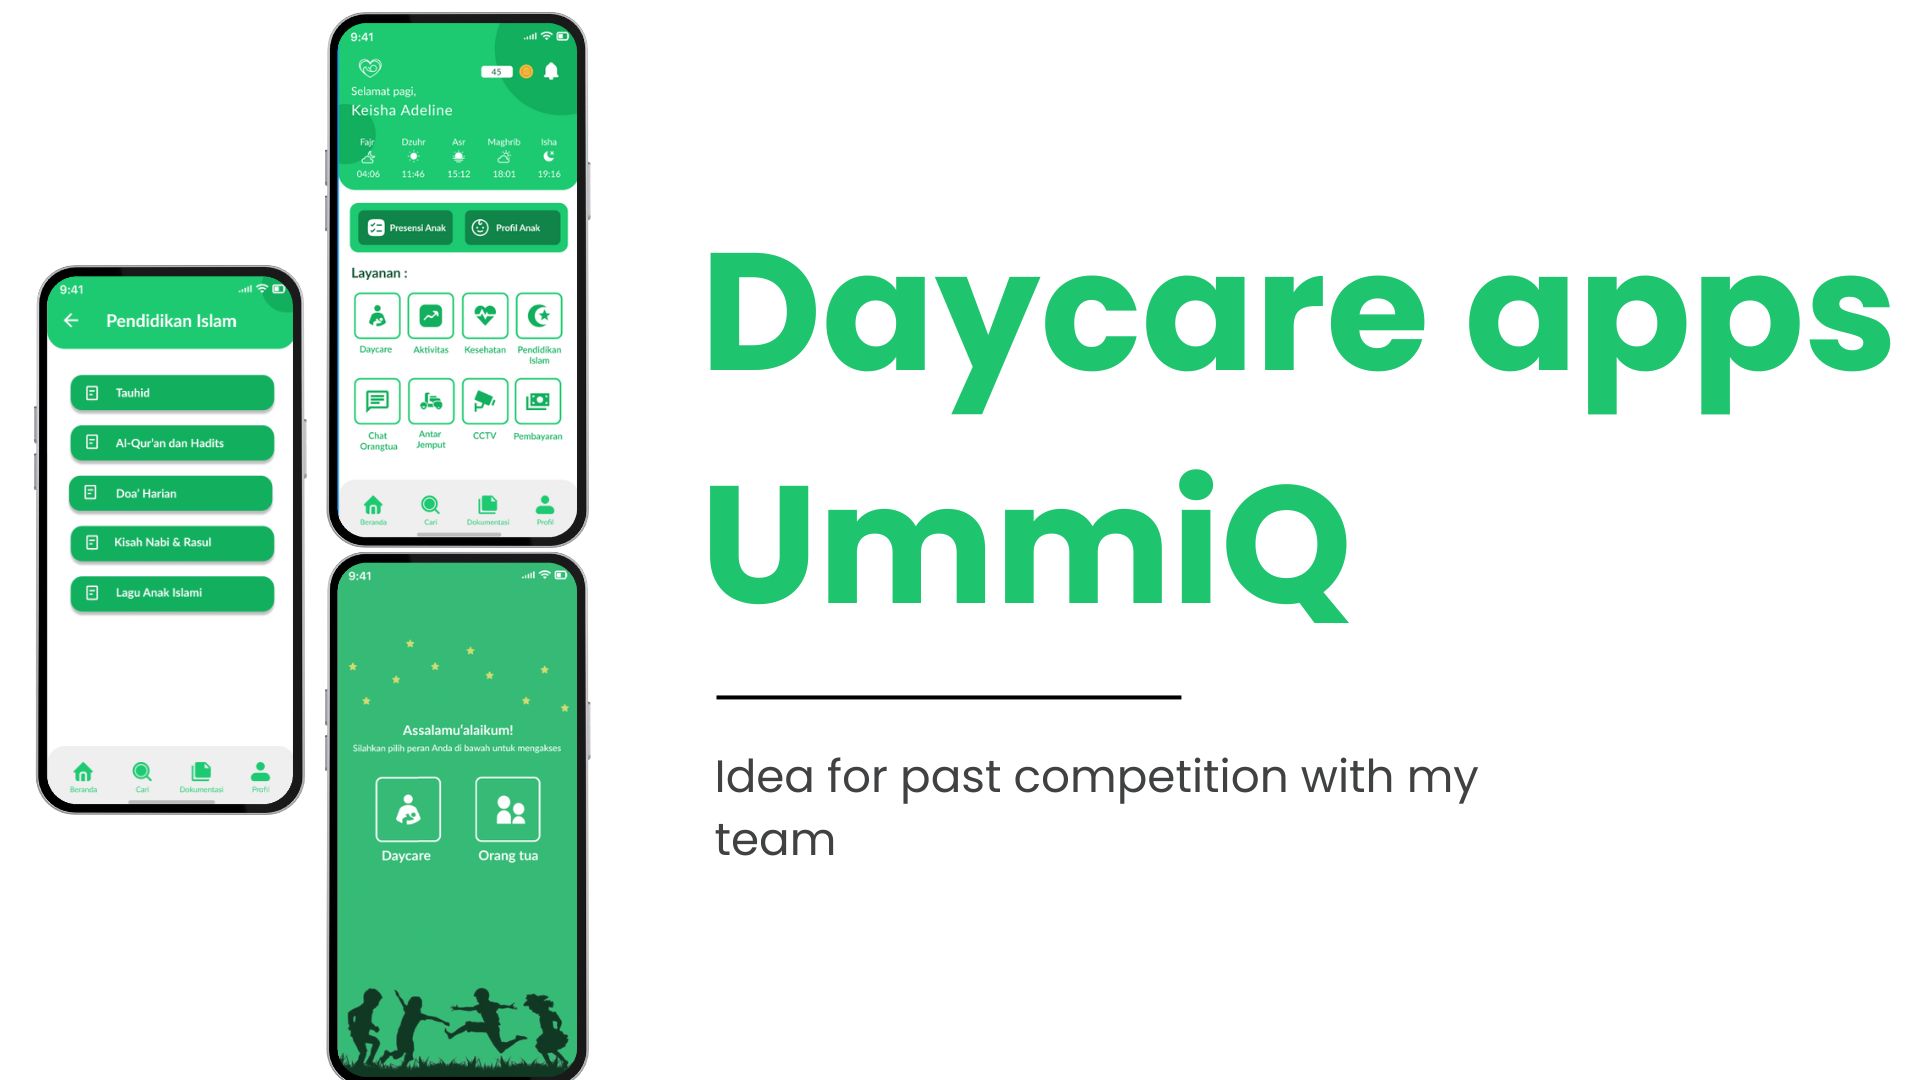 9:41
Pendidikan Islam
Tauhid
Al-Qur'an dan Hadits
Doa' Harian
Kisah Nabi & Rasul
Lagu Anak Islami
Beranda Cari Dokumentasi Profil
9:41
45
Selamat pagi,
Keisha Adeline
Fajr Dzuhr Asr Maghrib Isha
04:06 11:46 15:12 18:01 19:16
Presensi Anak Profil Anak
Layanan :
Daycare Aktivitas Kesehatan Pendidikan
Islam
Chat Antar CCTV Pembayaran
Orangtua Jemput
Beranda Cari Dokumentasi Profil
9:41
Assalamu'alaikum!
Silahkan pilih peran Anda di bawah untuk mengakses
Daycare Orang tua
Daycare apps
UmmiQ
Idea for past competition with my
team